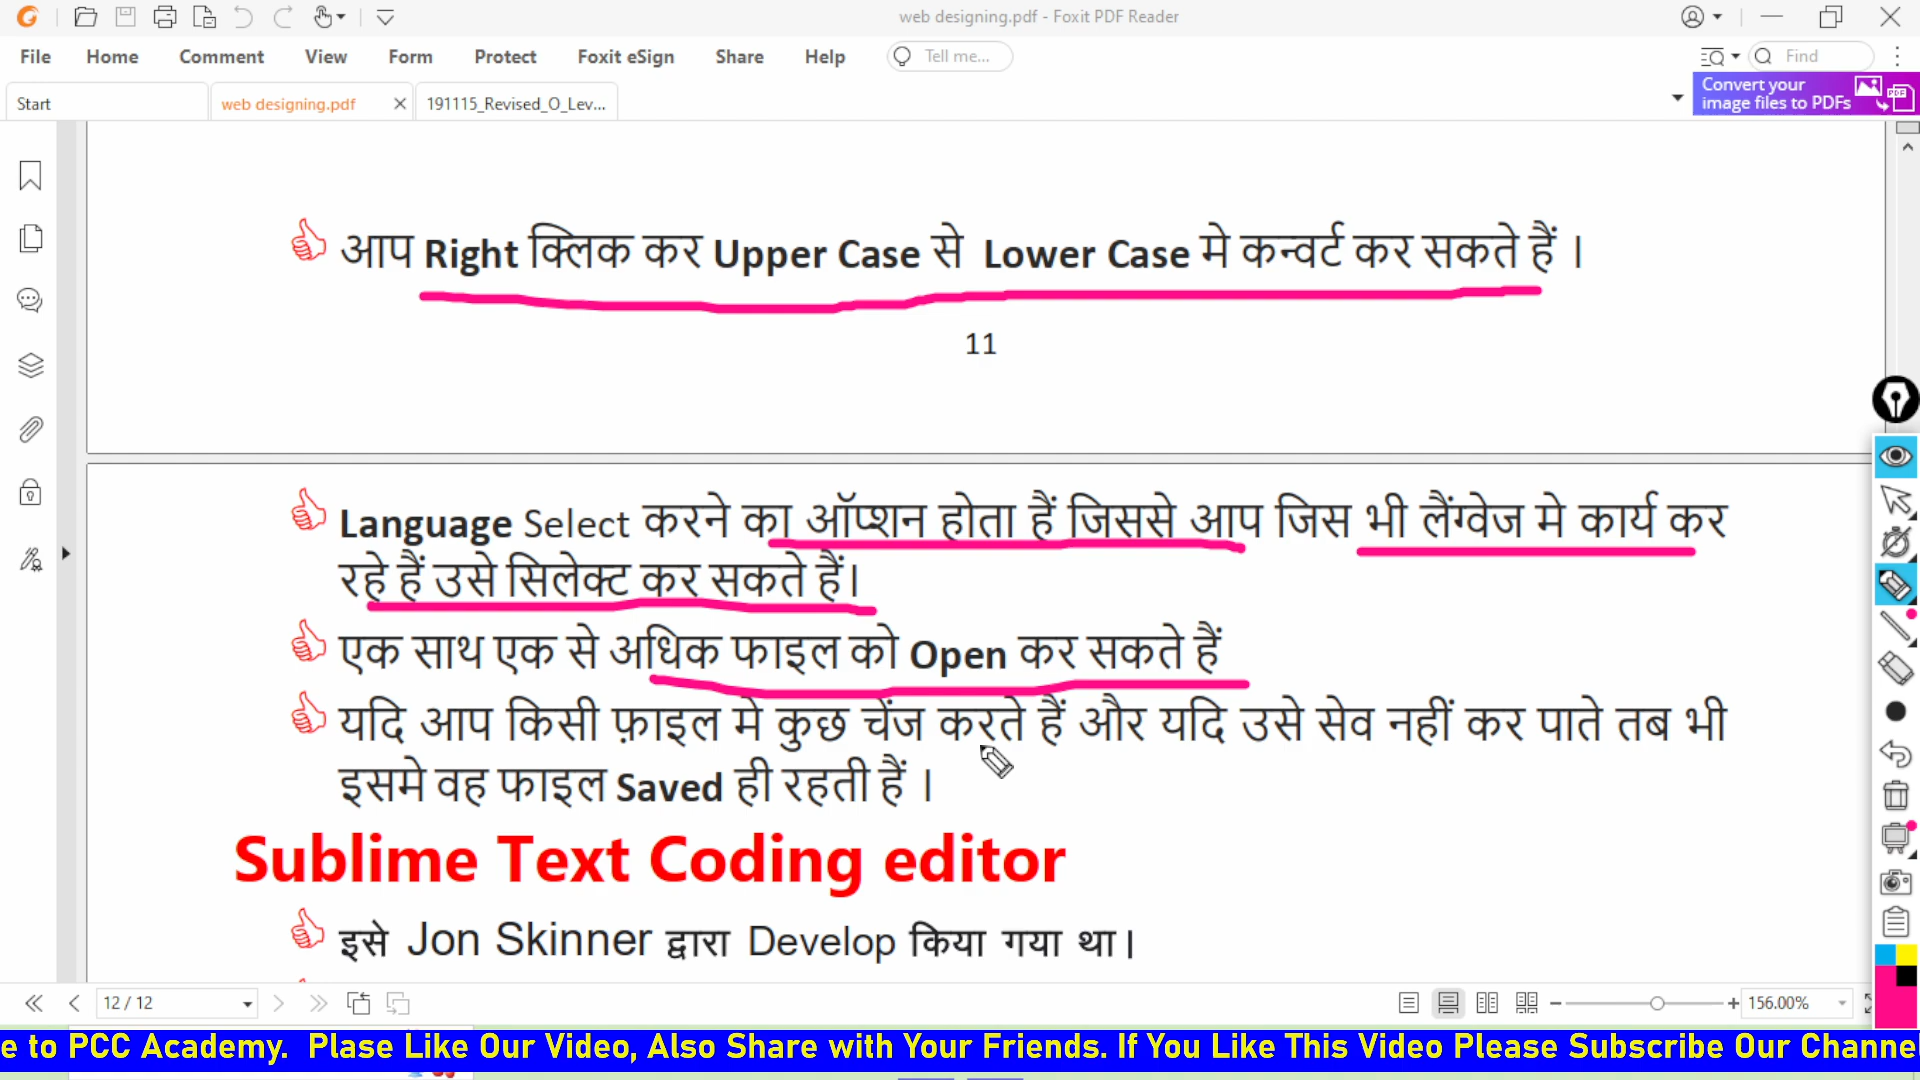 web designing.pdf - Foxit PDF Reader
File Home Comment View Form Protect Foxit eSign Share Help Tell me... Find
Start web designing.pdf 191115_Revised_O_Lev...
Convert your
image files to PDFs
आप Right क्लिक कर Upper Case से Lower Case मे कन्वर्ट कर सकते हैं ।
11
Language Select करने का ऑप्शन होता हैं जिससे आप जिस भी लैंग्वेज मे कार्य कर
रहे हैं उसे सिलेक्ट कर सकते हैं।
एक साथ एक से अधिक फाइल को Open कर सकते हैं
यदि आप किसी फ़ाइल मे कुछ चेंज करते हैं और यदि उसे सेव नहीं कर पाते तब भी
इसमे वह फाइल Saved ही रहती हैं ।
Sublime Text Coding editor
इसे Jon Skinner द्वारा Develop किया गया था।
12 / 12 156.00%
e to PCC Academy. Plase Like Our Video, Also Share with Your Friends. If You Like This Video Please Subscribe Our Channe